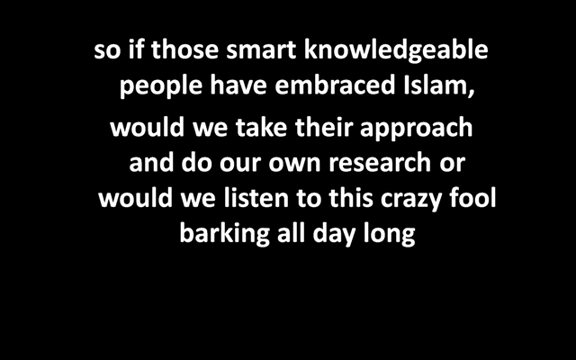 so if those smart knowledgeable
people have embraced Islam,
would we take their approach
and do our own research or
would we listen to this crazy fool
barking all day long